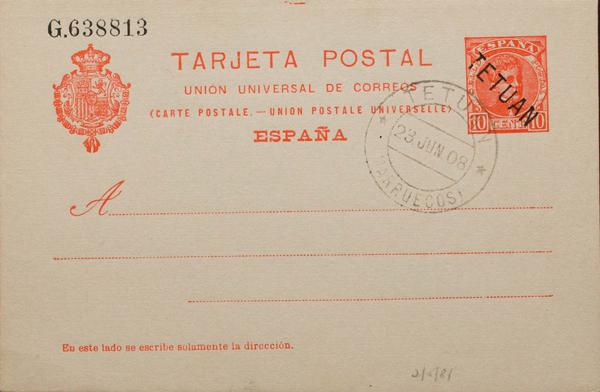 G.638813
TARJETA POSTAL
UNIÓN UNIVERSAL DE CORREOS
(CARTE POSTALE.—UNION POSTALE UNIVERSELLE)
ESPAÑA
ESPAÑA
TETUAN
10 CENTS 10
TETUAN
23 JUN. 08
(MARRUECOS)
A
En este lado se escribe solamente la dirección.